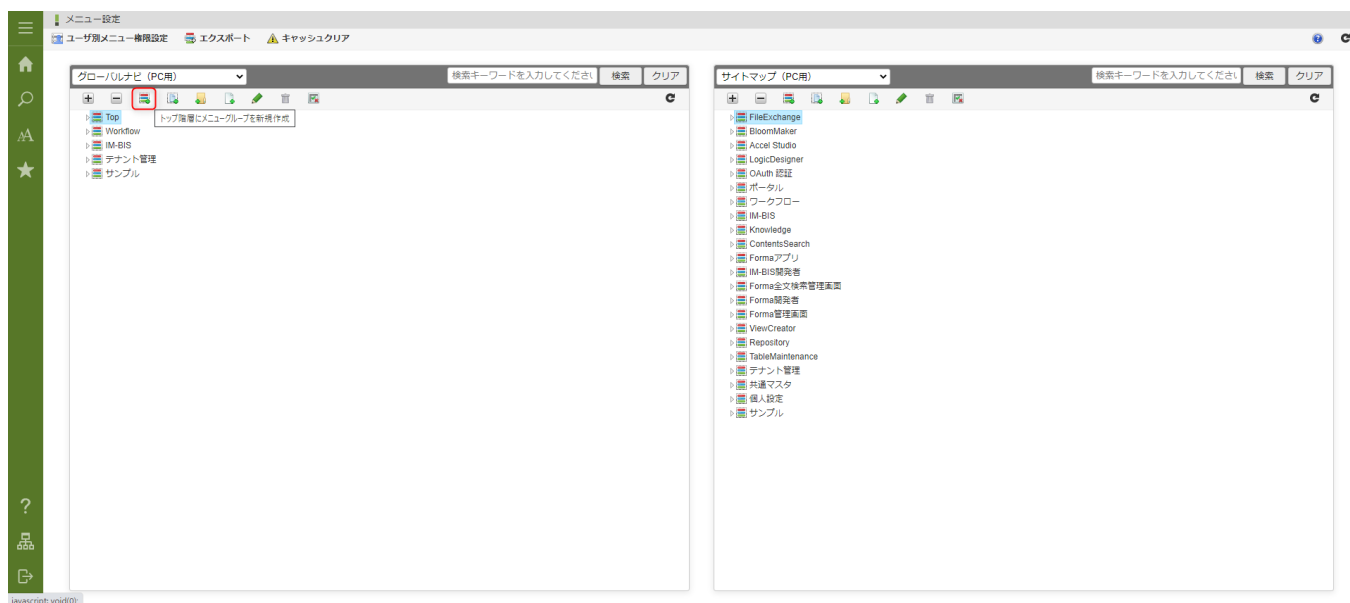 メニュー設定
ユーザ別メニュー権限設定 エクスポート キャッシュクリア
グローバルナビ（PC用） 検索キーワードを入力してくださ 検索 クリア
トップ階層にメニューグループを新規作成
Top
Workflow
IM-BIS
テナント管理
サンプル
サイトマップ（PC用） 検索キーワードを入力してくださ 検索 クリア
FileExchange
BloomMaker
Accel Studio
LogicDesigner
OAuth 認証
ポータル
ワークフロー
IM-BIS
Knowledge
ContentsSearch
Formaアプリ
IM-BIS開発者
Forma全文検索管理画面
Forma開発者
Forma管理画面
ViewCreator
Repository
TableMaintenance
テナント管理
共通マスタ
個人設定
サンプル
javascript: void(0);